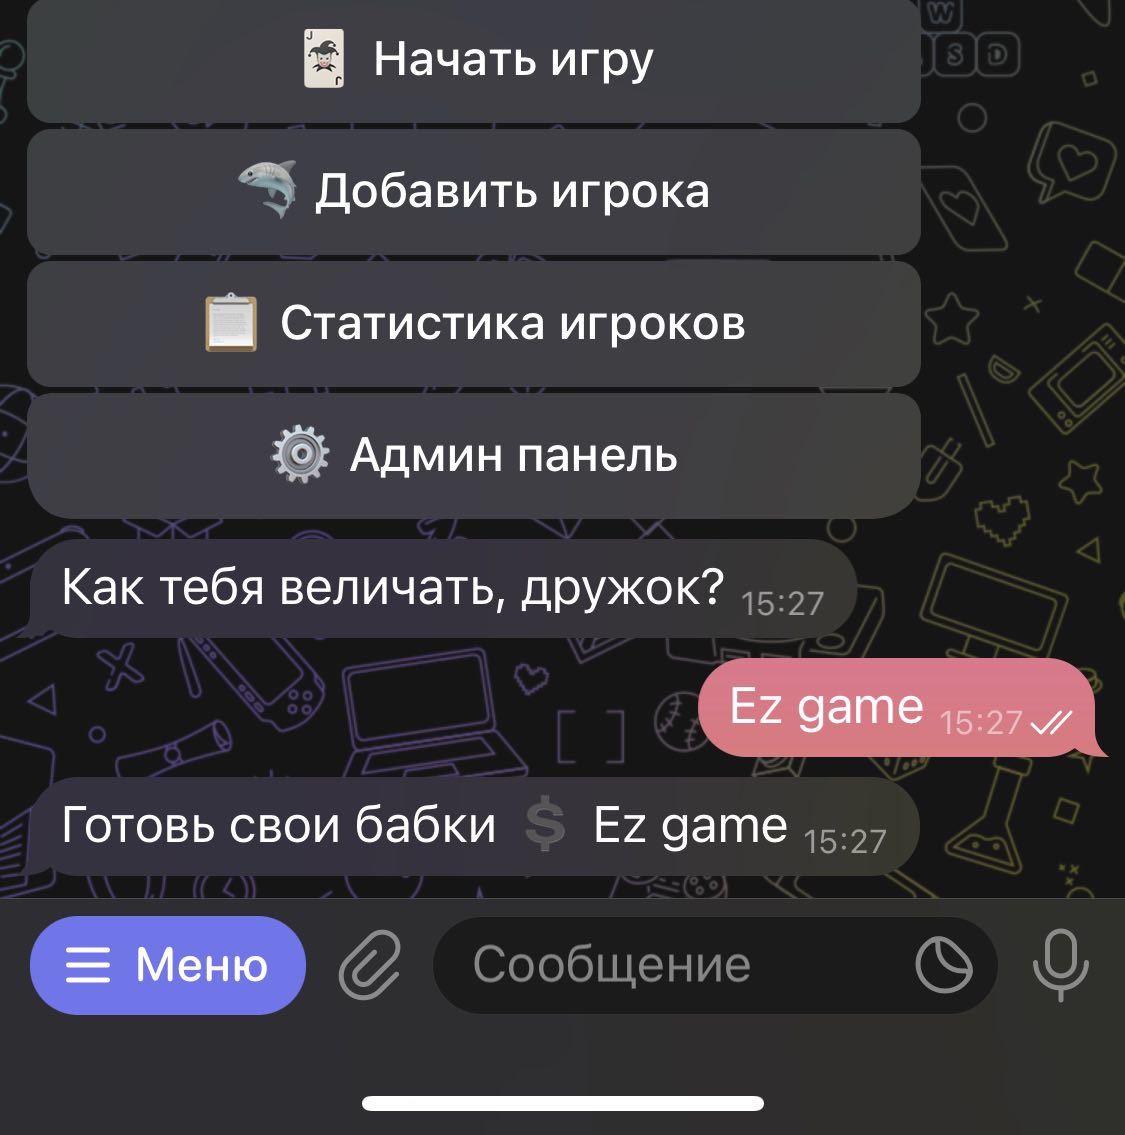 W
S D
Начать игру
Добавить игрока
Статистика игроков
Админ панель
Как тебя величать, дружок? 15:27
Ez game 15:27
Готовь свои бабки 💲 Ez game 15:27
Меню
Сообщение